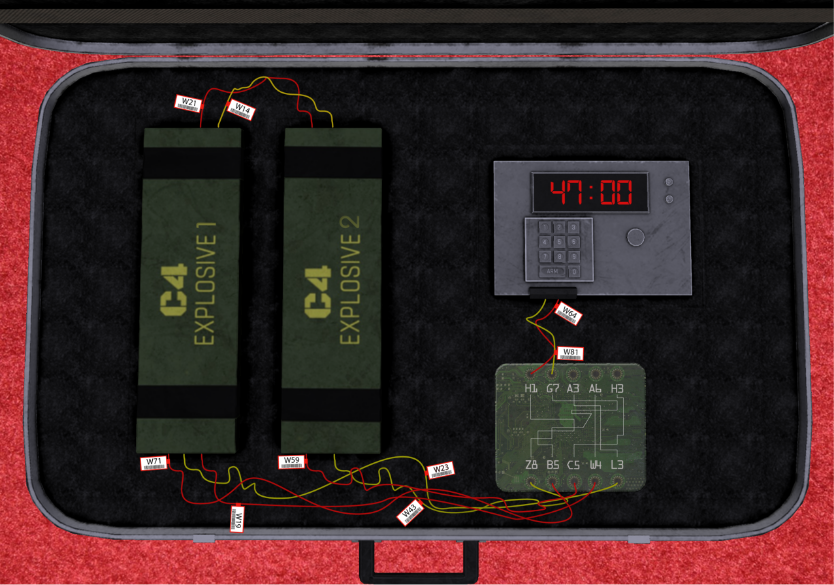 W21
W14
47:00
C4
EXPLOSIVE 1
C4
EXPLOSIVE 2
W64
W81
H1 G7 A3 A6 H3
Z8 B5 C5 W4 L3
W71
W59
W23
W19
W43